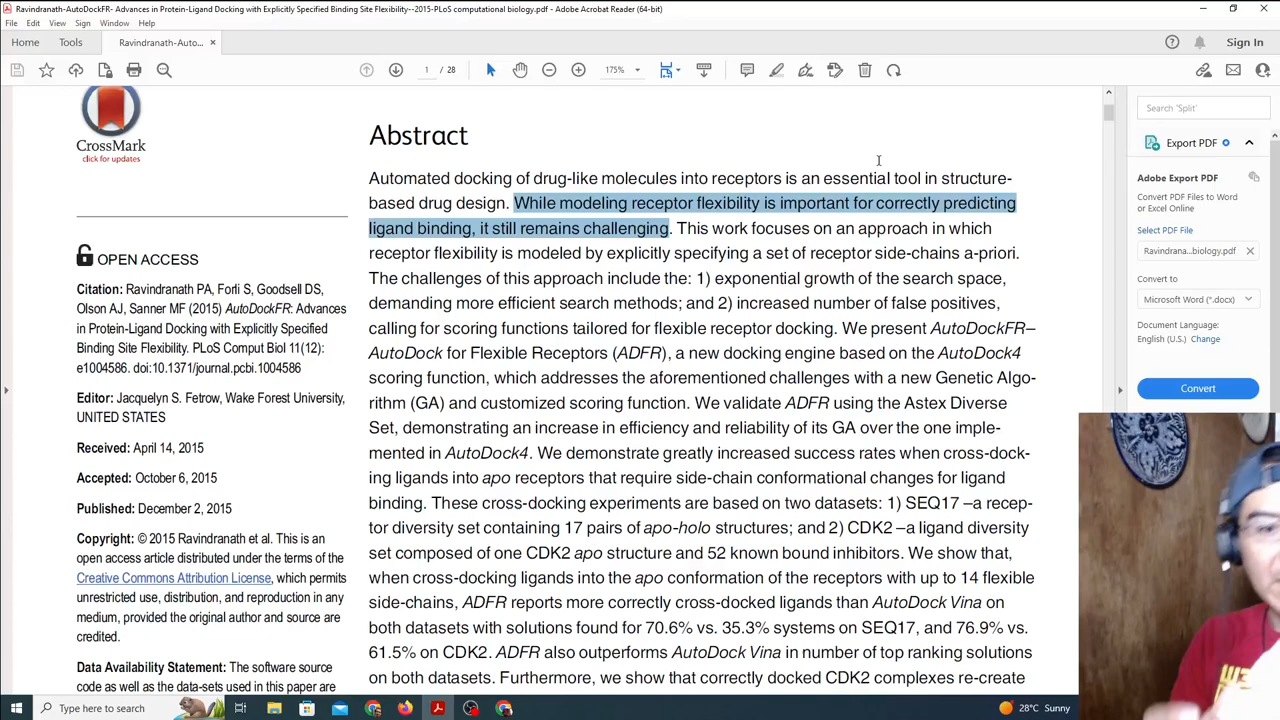 Ravindranath-AutoDockFR- Advances in Protein-Ligand Docking with Explicitly Specified Binding Site Flexibility--2015-PLoS computational biology.pdf - Adobe Acrobat Reader (64-bit)
File Edit View Sign Window Help
Home Tools Ravindranath-Auto... × Sign In
1 / 28 175%
CrossMark
click for updates
OPEN ACCESS
Citation: Ravindranath PA, Forli S, Goodsell DS,
Olson AJ, Sanner MF (2015) AutoDockFR: Advances
in Protein-Ligand Docking with Explicitly Specified
Binding Site Flexibility. PLoS Comput Biol 11(12):
e1004586. doi:10.1371/journal.pcbi.1004586
Editor: Jacquelyn S. Fetrow, Wake Forest University,
UNITED STATES
Received: April 14, 2015
Accepted: October 6, 2015
Published: December 2, 2015
Copyright: © 2015 Ravindranath et al. This is an
open access article distributed under the terms of the
Creative Commons Attribution License, which permits
unrestricted use, distribution, and reproduction in any
medium, provided the original author and source are
credited.
Data Availability Statement: The software source
code as well as the data-sets used in this paper are
Abstract
Automated docking of drug-like molecules into receptors is an essential tool in structure-
based drug design. While modeling receptor flexibility is important for correctly predicting
ligand binding, it still remains challenging. This work focuses on an approach in which
receptor flexibility is modeled by explicitly specifying a set of receptor side-chains a-priori.
The challenges of this approach include the: 1) exponential growth of the search space,
demanding more efficient search methods; and 2) increased number of false positives,
calling for scoring functions tailored for flexible receptor docking. We present AutoDockFR–
AutoDock for Flexible Receptors (ADFR), a new docking engine based on the AutoDock4
scoring function, which addresses the aforementioned challenges with a new Genetic Algo-
rithm (GA) and customized scoring function. We validate ADFR using the Astex Diverse
Set, demonstrating an increase in efficiency and reliability of its GA over the one imple-
mented in AutoDock4. We demonstrate greatly increased success rates when cross-dock-
ing ligands into apo receptors that require side-chain conformational changes for ligand
binding. These cross-docking experiments are based on two datasets: 1) SEQ17 –a recep-
tor diversity set containing 17 pairs of apo-holo structures; and 2) CDK2 –a ligand diversity
set composed of one CDK2 apo structure and 52 known bound inhibitors. We show that,
when cross-docking ligands into the apo conformation of the receptors with up to 14 flexible
side-chains, ADFR reports more correctly cross-docked ligands than AutoDock Vina on
both datasets with solutions found for 70.6% vs. 35.3% systems on SEQ17, and 76.9% vs.
61.5% on CDK2. ADFR also outperforms AutoDock Vina in number of top ranking solutions
on both datasets. Furthermore, we show that correctly docked CDK2 complexes re-create
Search 'Split'
Export PDF
Adobe Export PDF
Convert PDF Files to Word
or Excel Online
Select PDF File
Ravindrana...biology.pdf
Convert to
Microsoft Word (*.docx)
Document Language:
English (U.S.) Change
Convert
Type here to search
28°C Sunny